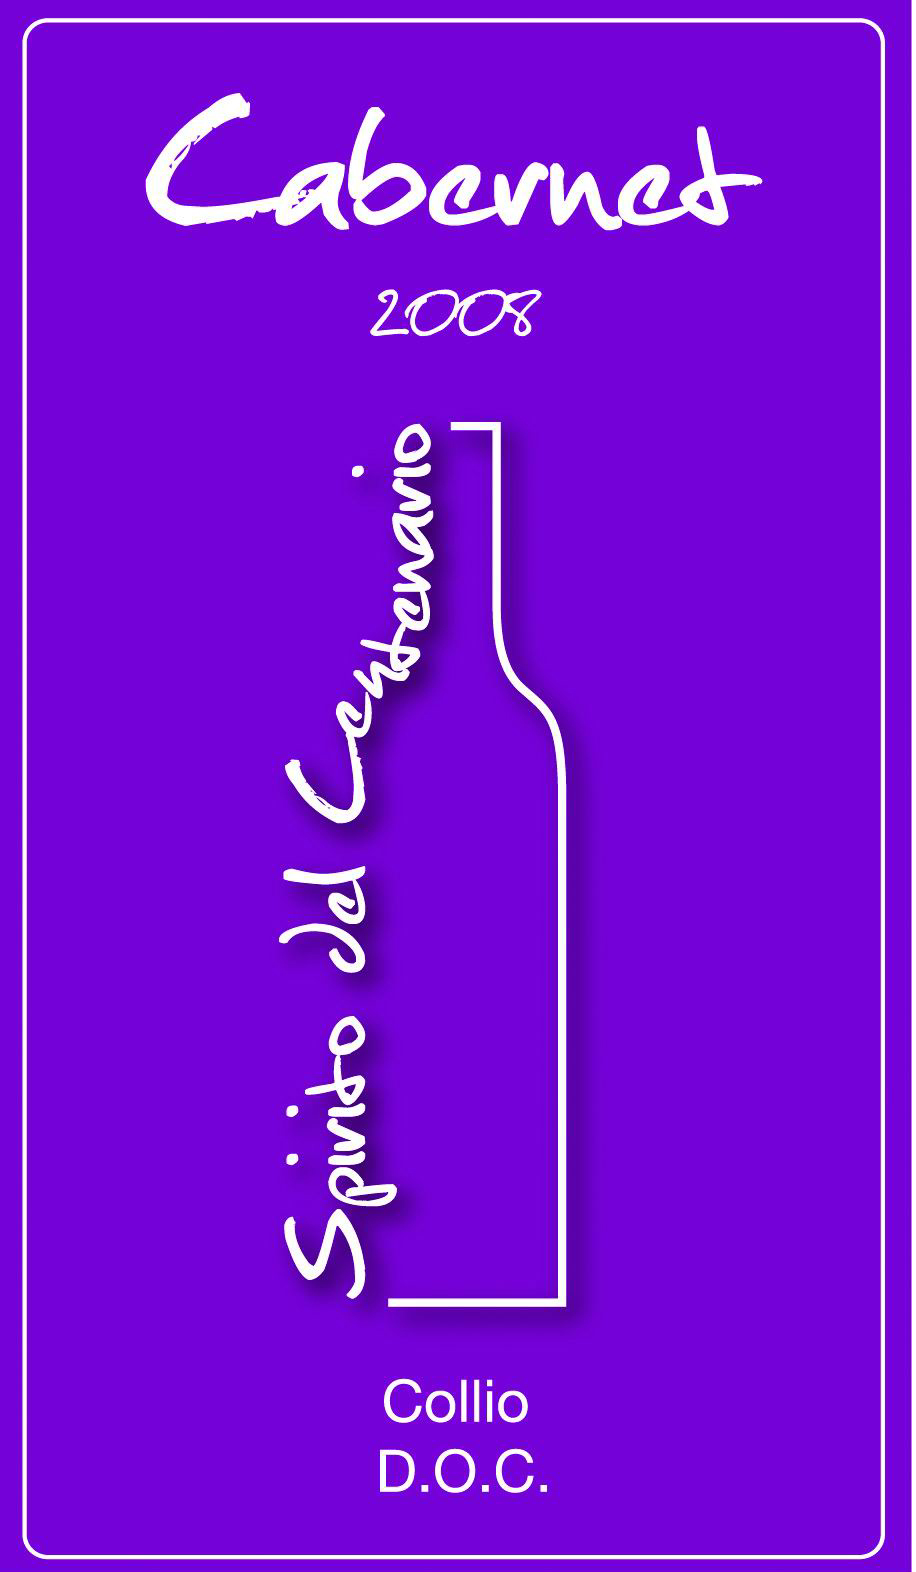 Cabernet
2008
Spirito del Centenario
Collio
D.O.C.